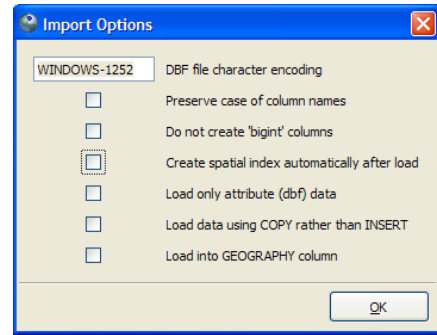 Import Options
WINDOWS-1252 DBF file character encoding
Preserve case of column names
Do not create 'bigint' columns
Create spatial index automatically after load
Load only attribute (dbf) data
Load data using COPY rather than INSERT
Load into GEOGRAPHY column
OK